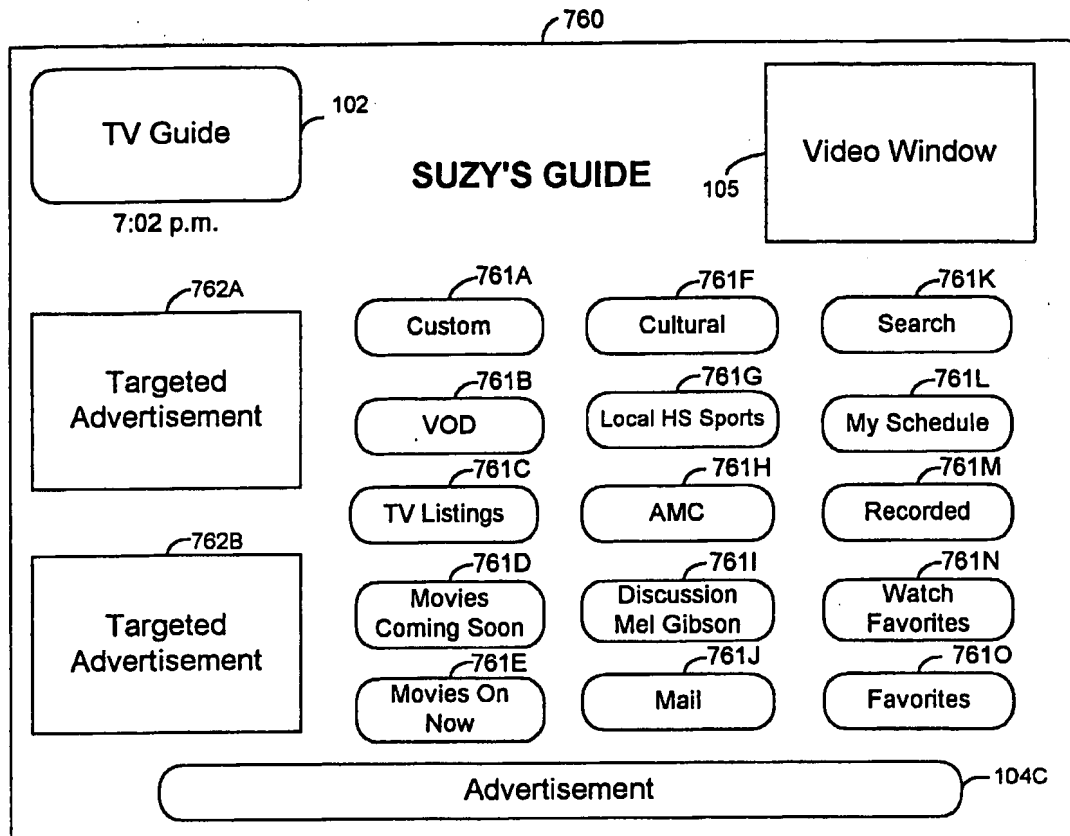 760
TV Guide
102
7:02 p.m.
SUZY'S GUIDE
Video Window
105
762A
Targeted
Advertisement
762B
Targeted
Advertisement
761A
Custom
761F
Cultural
761K
Search
761B
VOD
761G
Local HS Sports
761L
My Schedule
761C
TV Listings
761H
AMC
761M
Recorded
761D
Movies
Coming Soon
761I
Discussion
Mel Gibson
761N
Watch
Favorites
761E
Movies On
Now
761J
Mail
761O
Favorites
Advertisement
104C